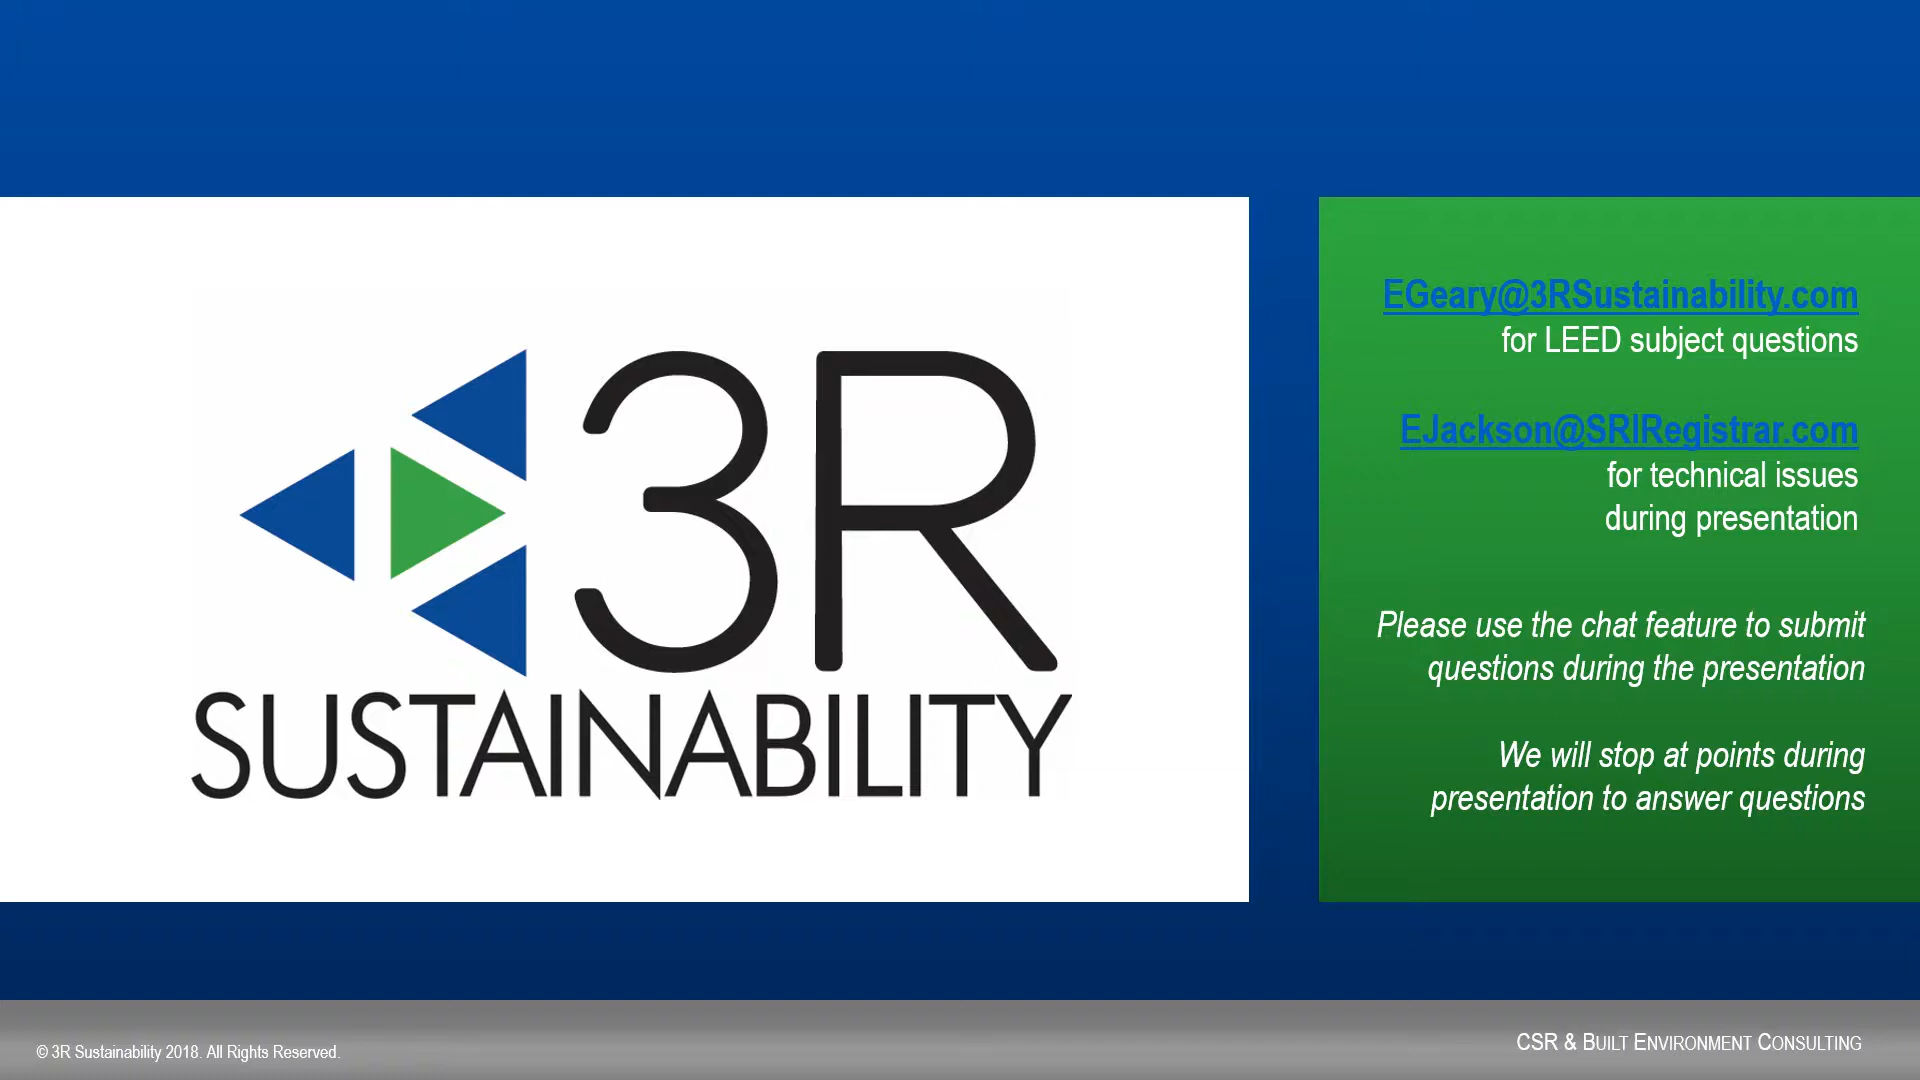 3R
SUSTAINABILITY
EGeary@3RSustainability.com
for LEED subject questions
EJackson@SRIRegistrar.com
for technical issues
during presentation
Please use the chat feature to submit
questions during the presentation
We will stop at points during
presentation to answer questions
© 3R Sustainability 2018. All Rights Reserved.
CSR & BUILT ENVIRONMENT CONSULTING